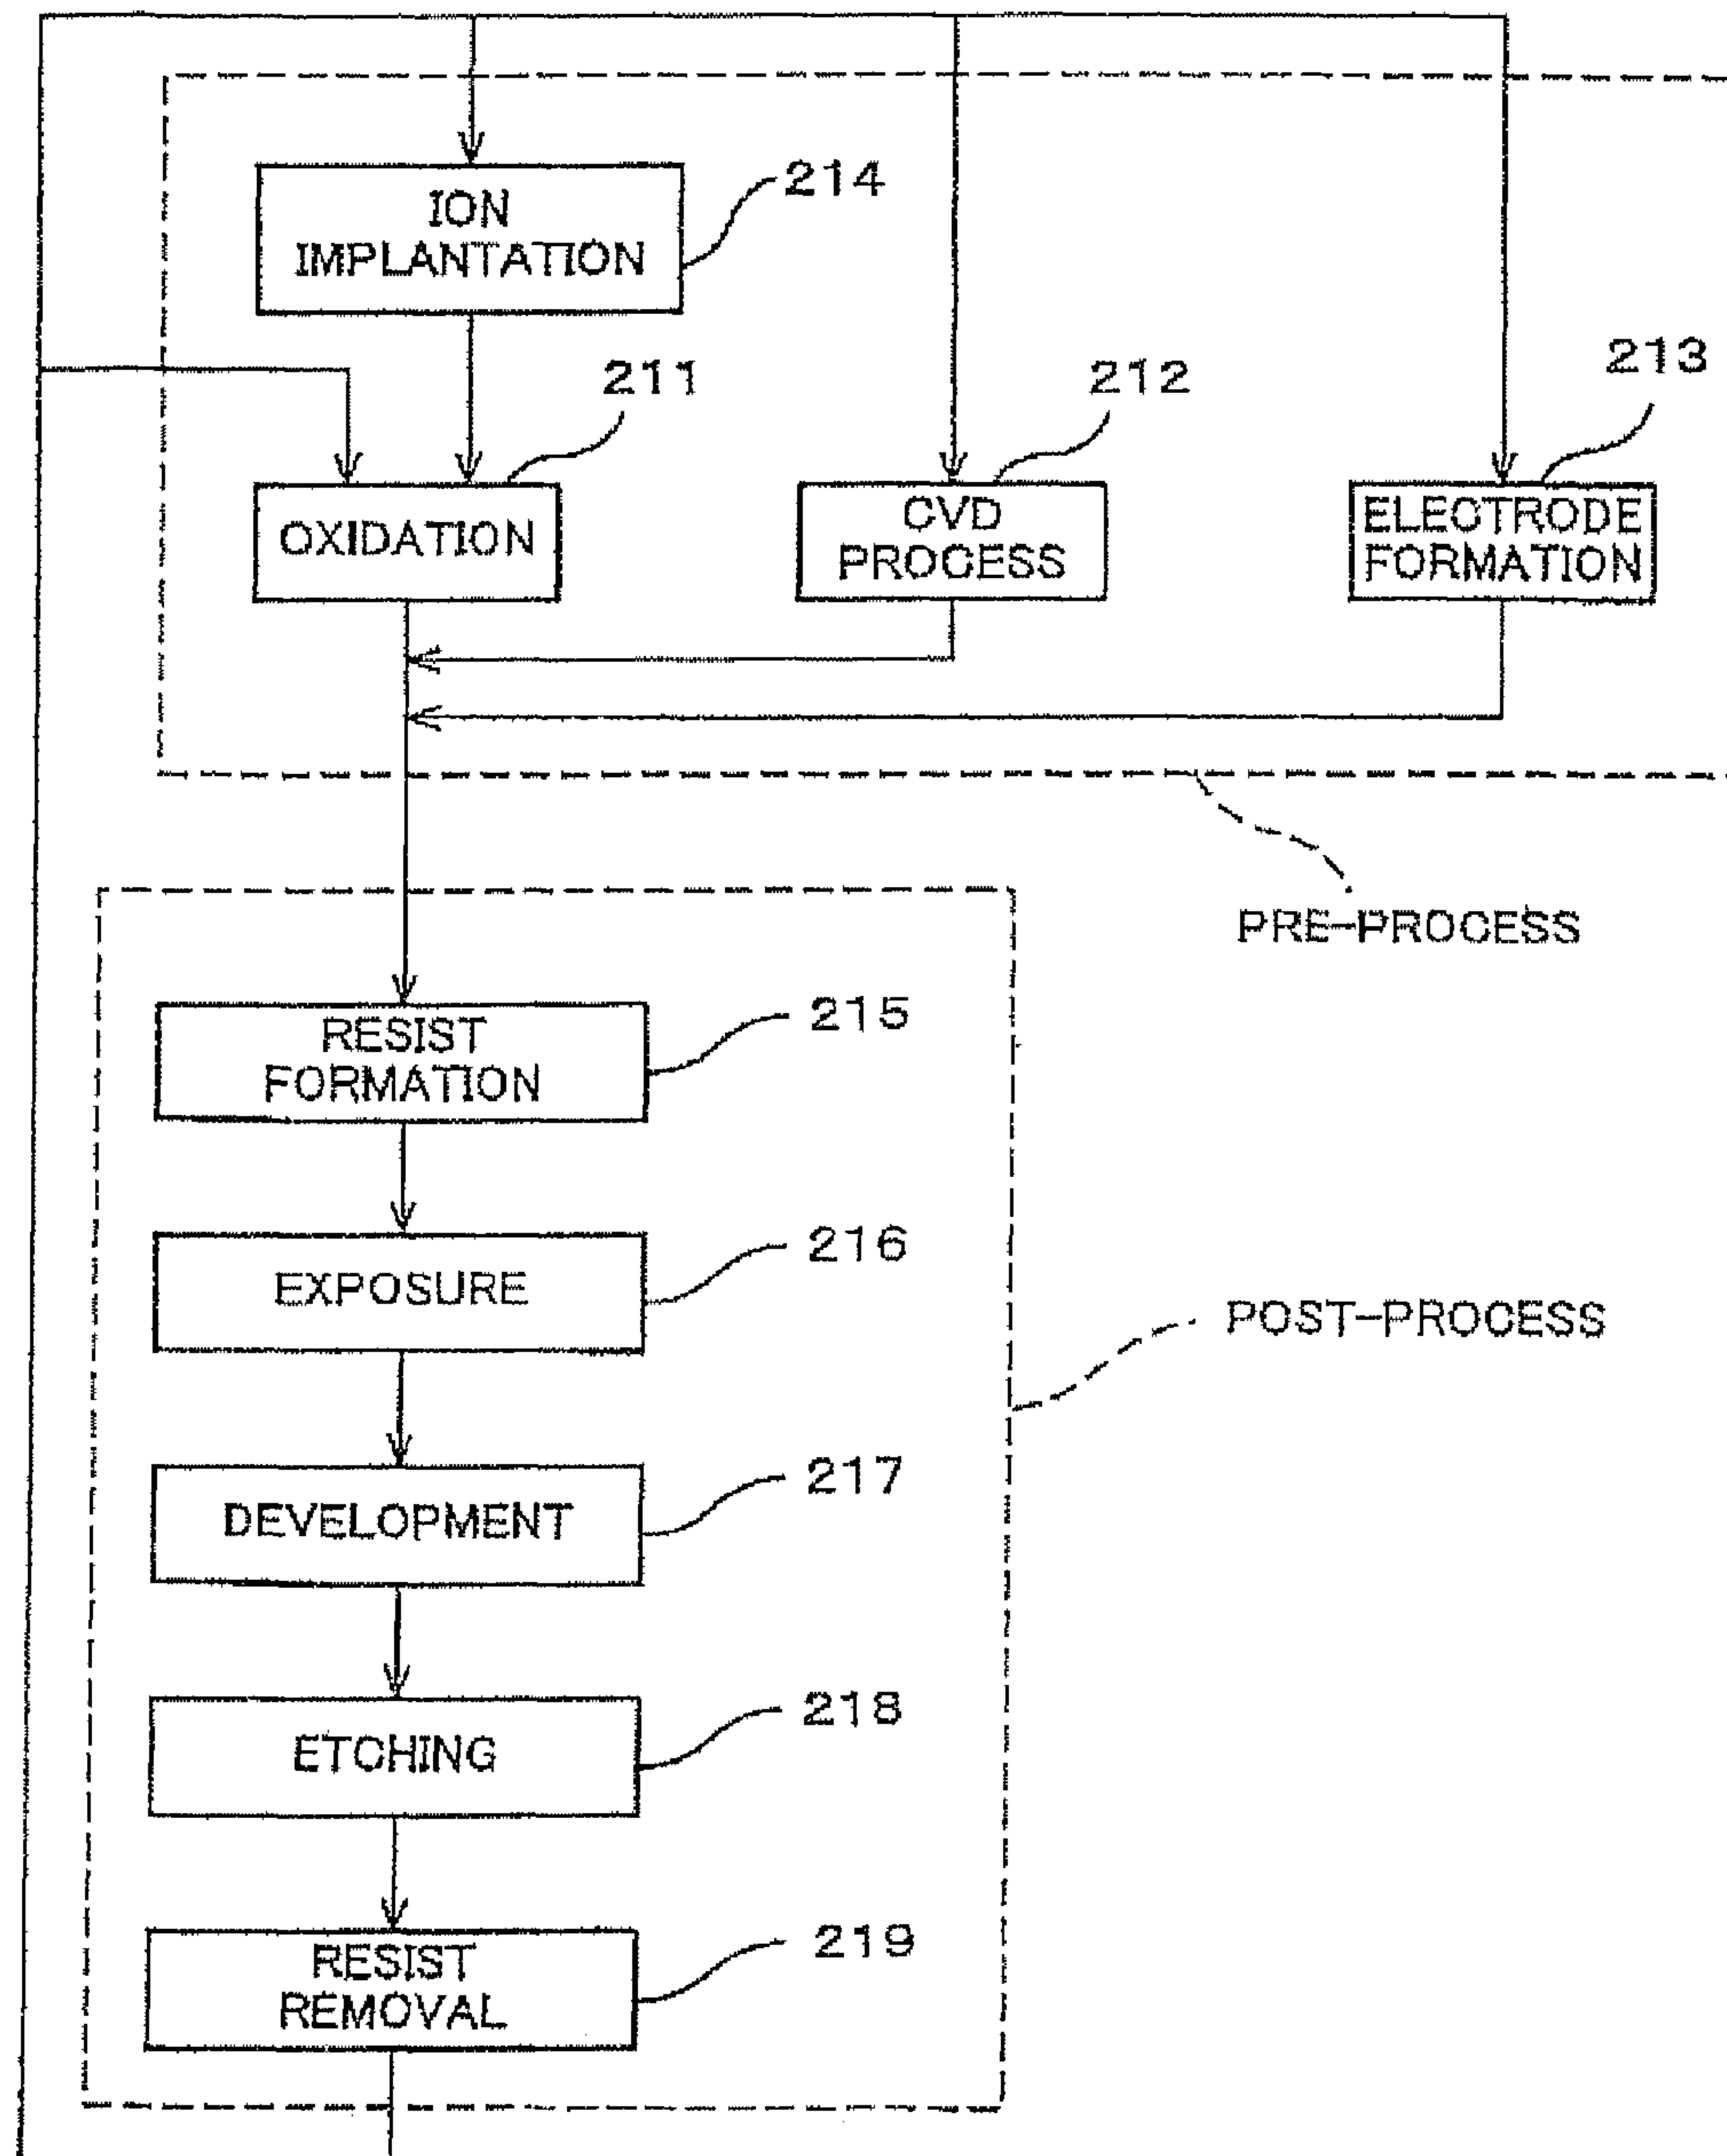 214
ION
IMPLANTATION
211
212
213
OXIDATION
CVD
PROCESS
ELECTRODE
FORMATION
PRE-PROCESS
215
RESIST
FORMATION
216
EXPOSURE
POST-PROCESS
217
DEVELOPMENT
218
ETCHING
219
RESIST
REMOVAL